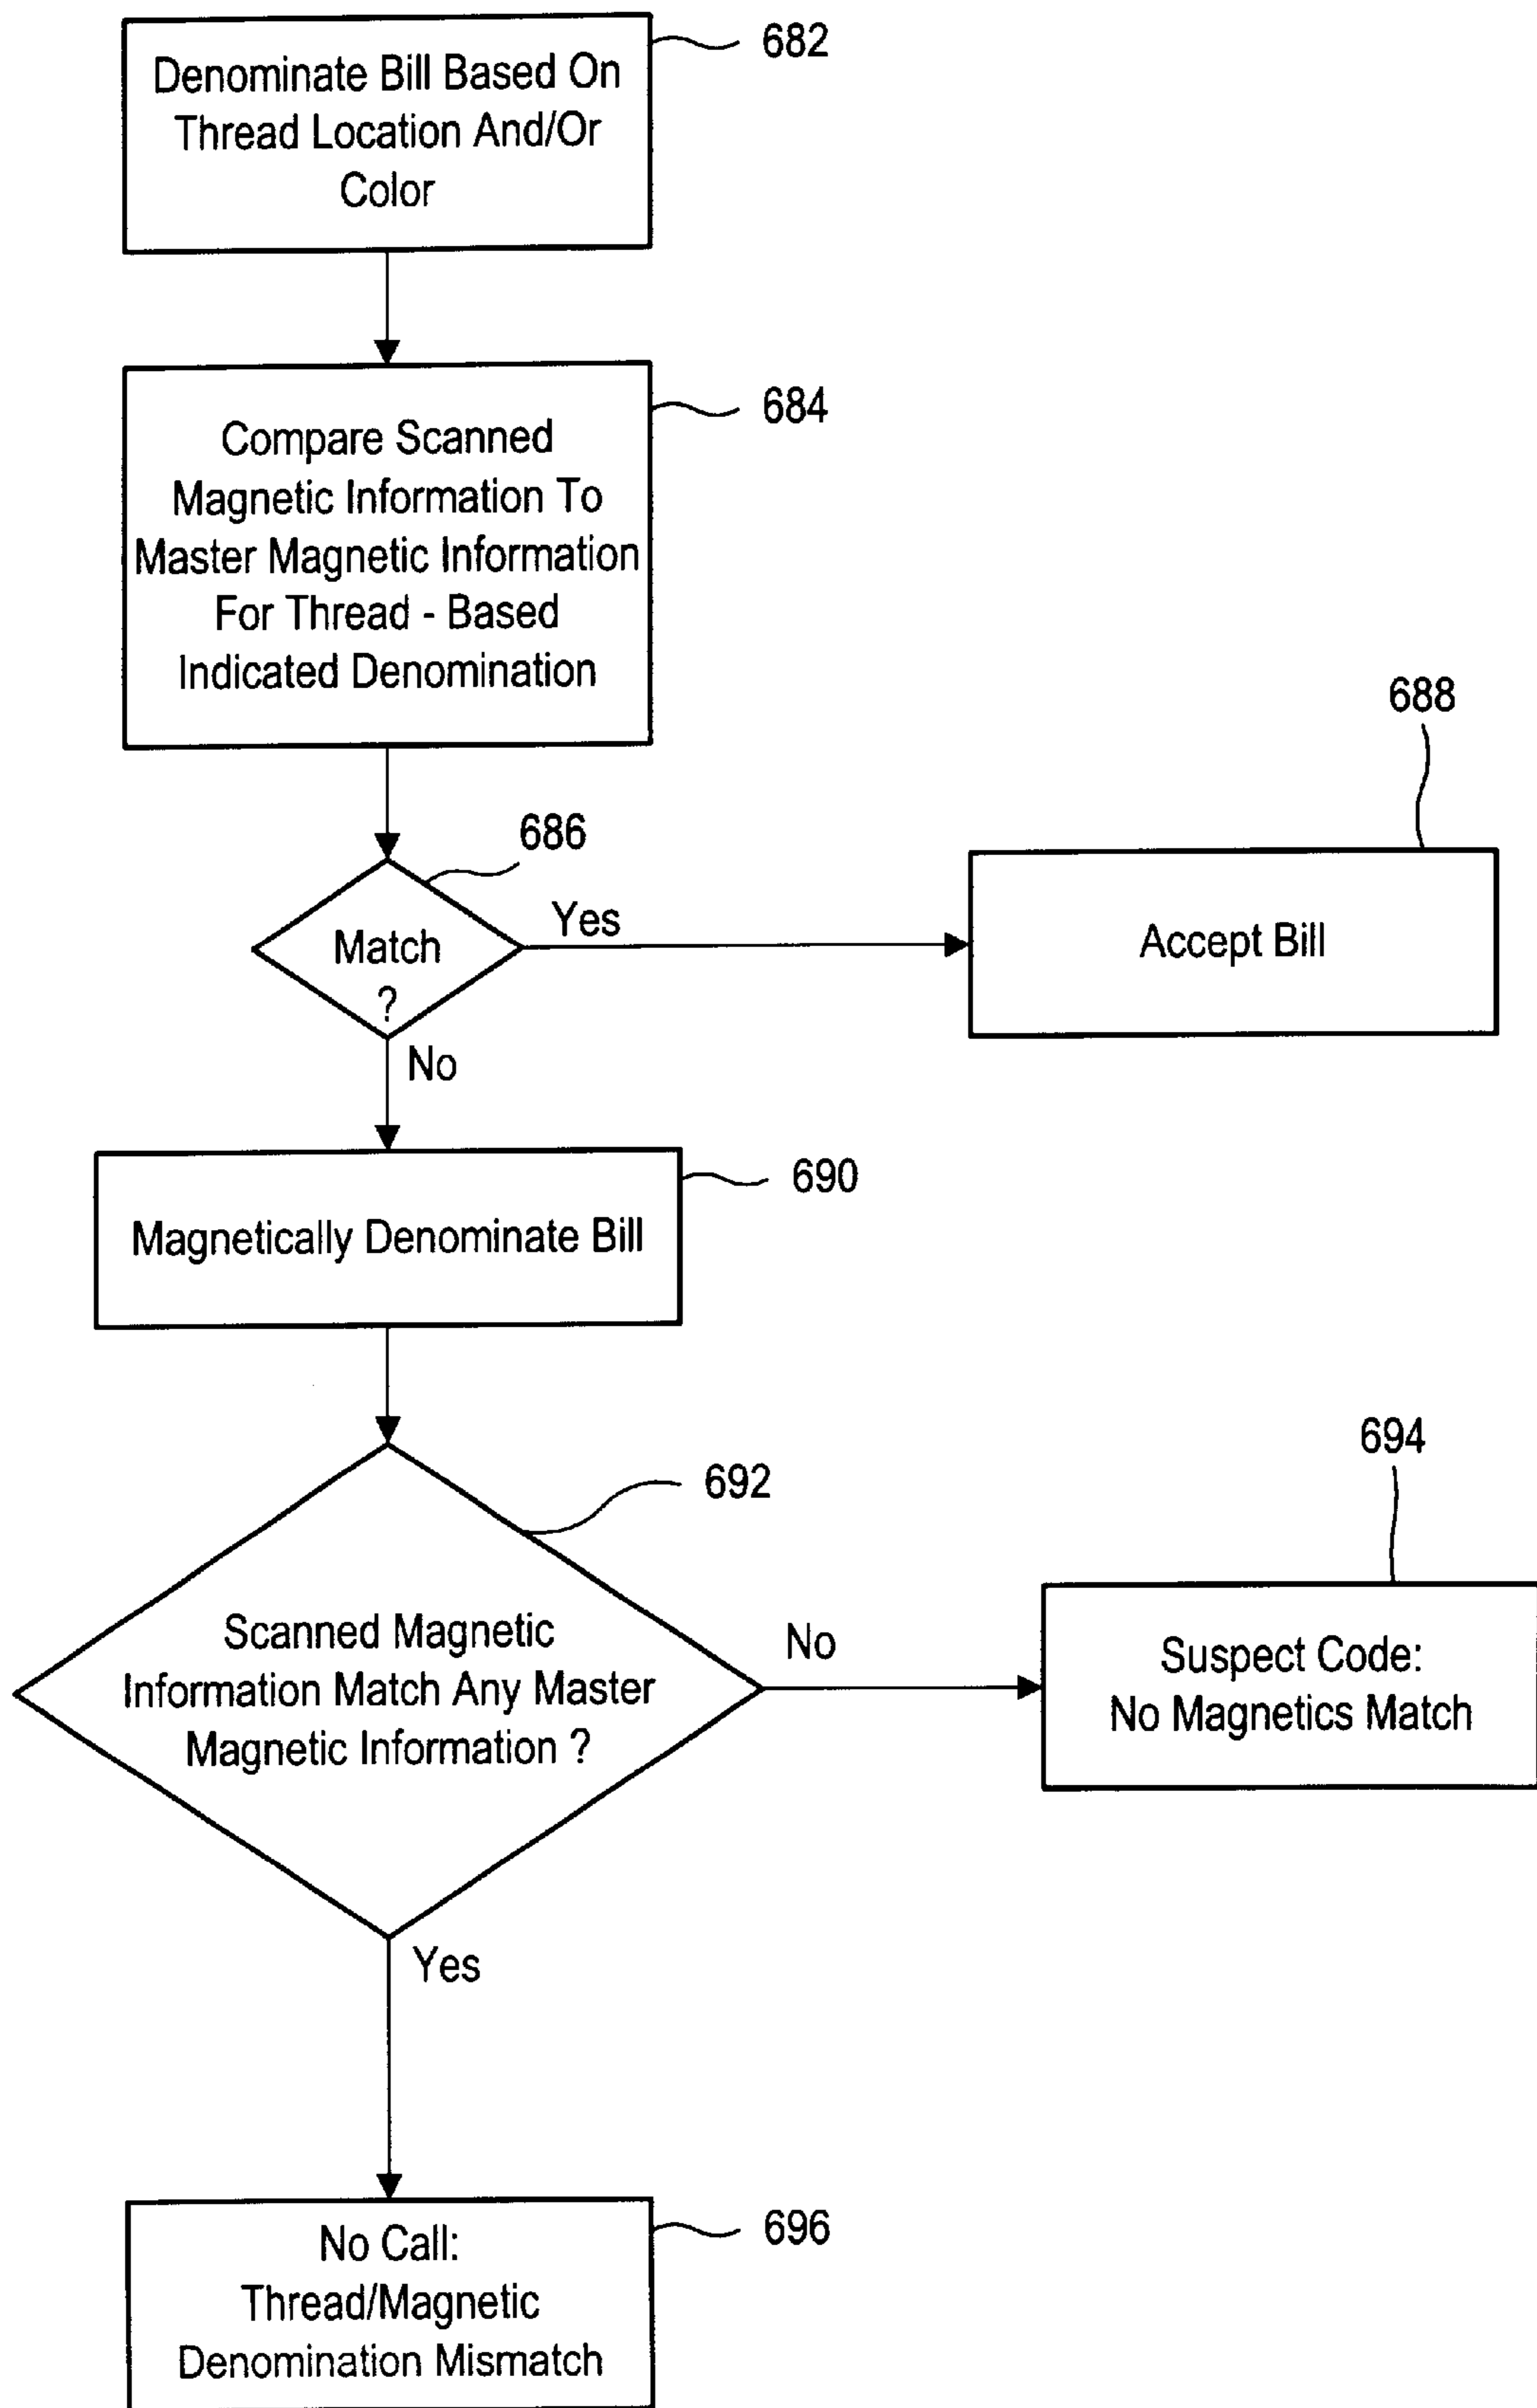 682
Denominate Bill Based On
Thread Location And/Or
Color
684
Compare Scanned
Magnetic Information To
Master Magnetic Information
For Thread - Based
Indicated Denomination
688
686
Match
?
Yes
Accept Bill
No
690
Magnetically Denominate Bill
694
692
Scanned Magnetic
Information Match Any Master
Magnetic Information ?
No
Suspect Code:
No Magnetics Match
Yes
696
No Call:
Thread/Magnetic
Denomination Mismatch